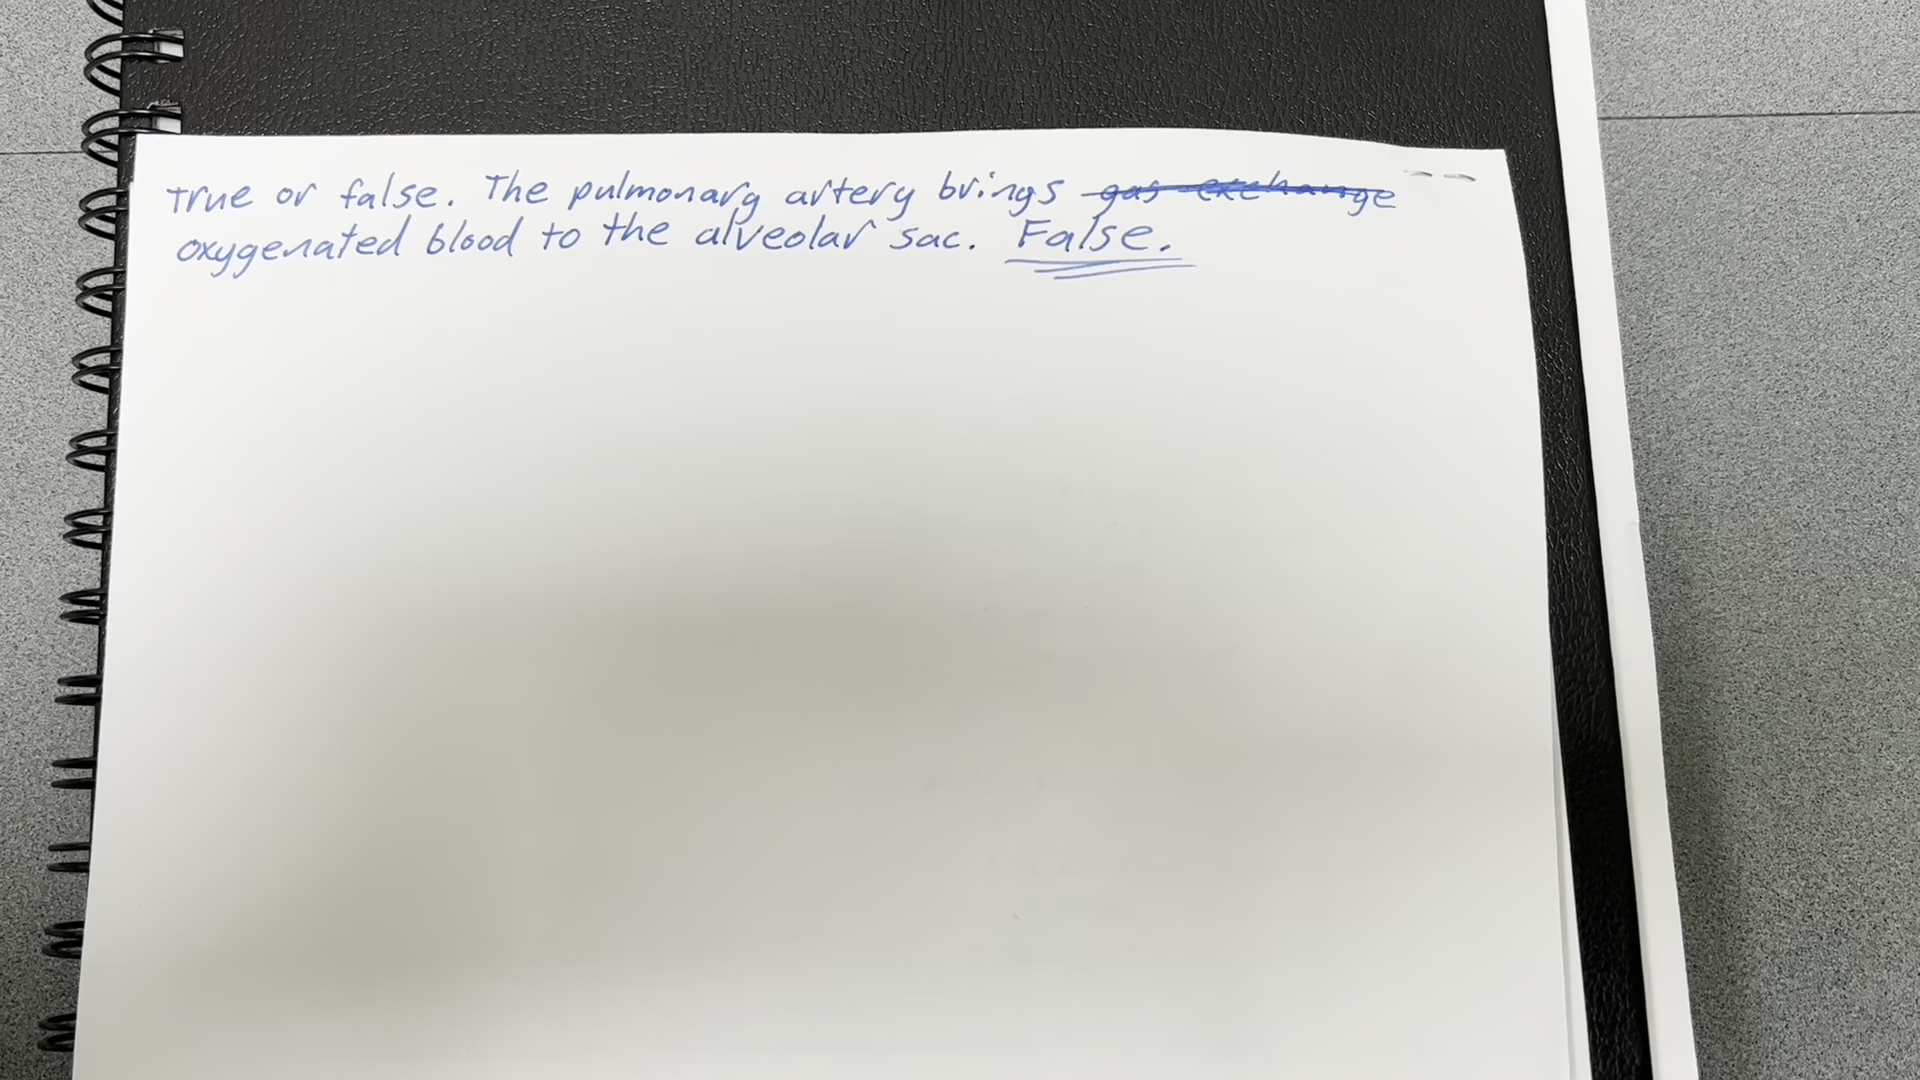 True or false. The pulmonary artery brings gas exchange
oxygenated blood to the alveolar sac. False.